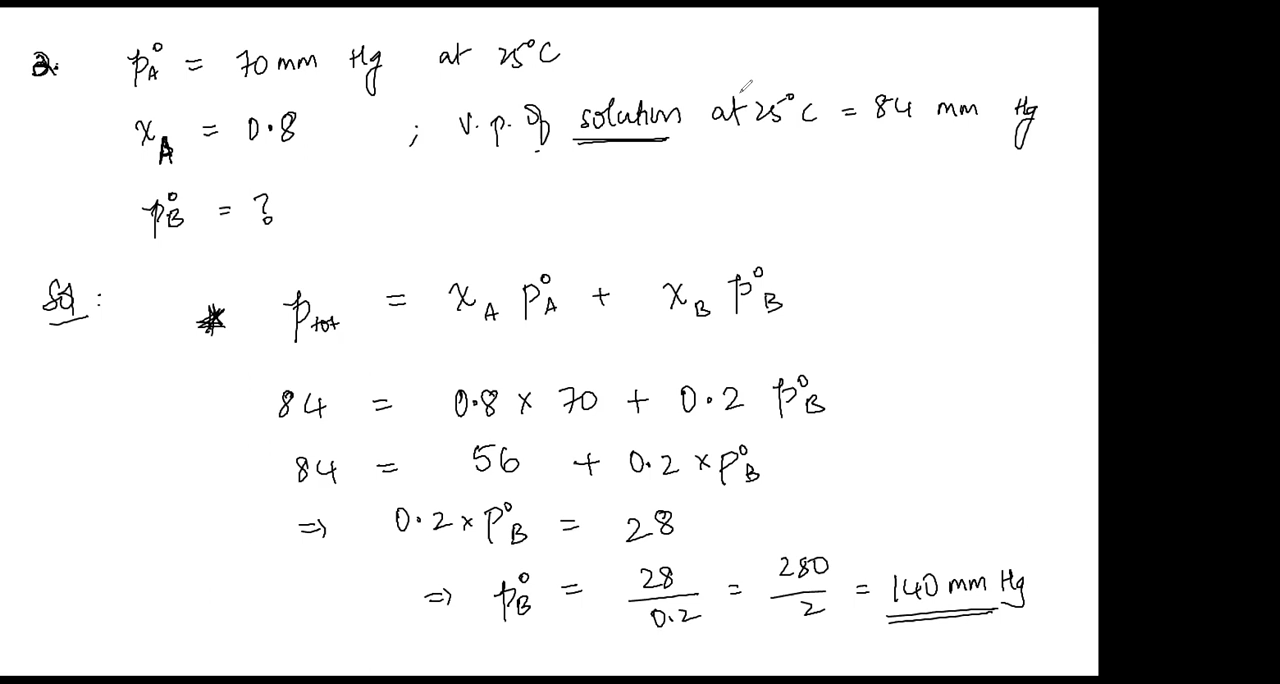 2. p°A = 70 mm Hg at 25°C
xA = 0.8 ; v.p. of solution at 25°C = 84 mm Hg
p°B = ?
Sol : * Ptot = xA p°A + xB p°B
84 = 0.8 × 70 + 0.2 p°B
84 = 56 + 0.2 × p°B
⇒ 0.2 × p°B = 28
⇒ p°B = 28/0.2 = 280/2 = 140 mm Hg